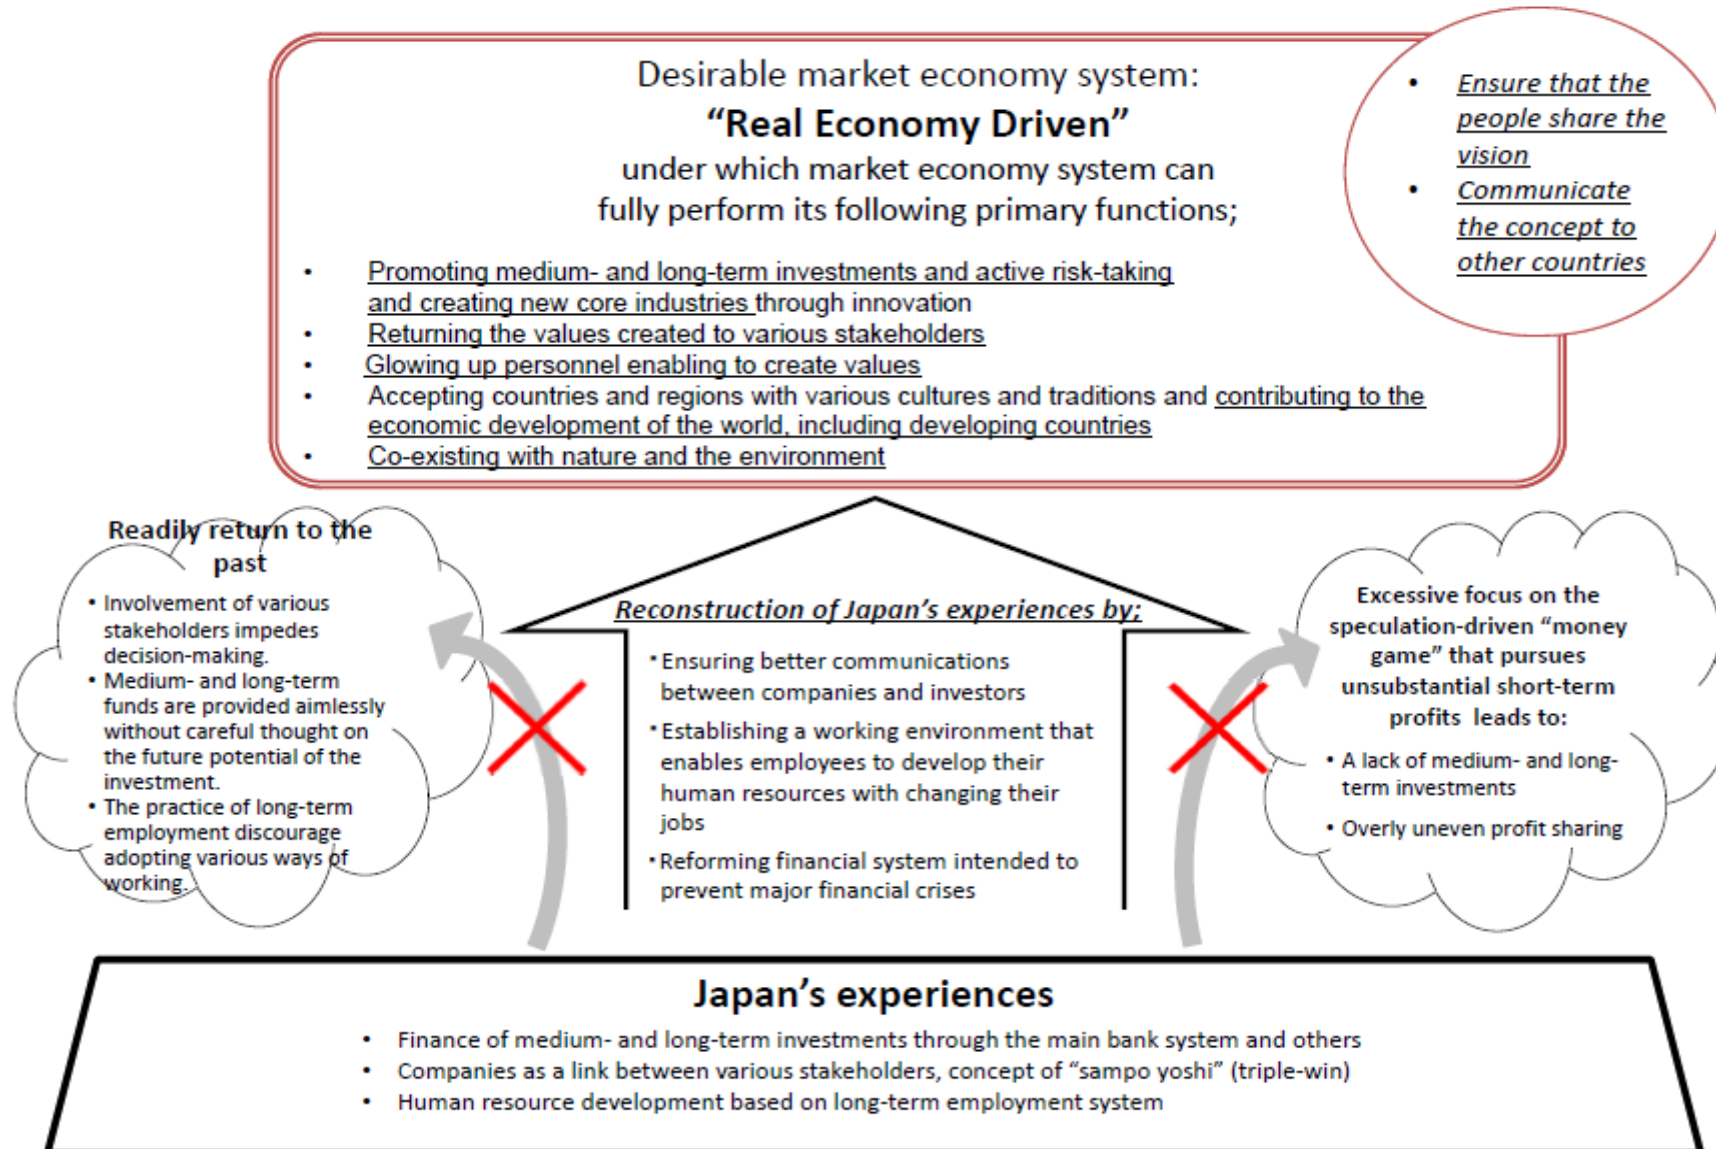 Desirable market economy system:
“Real Economy Driven”
under which market economy system can
fully perform its following primary functions;
• Promoting medium- and long-term investments and active risk-taking
and creating new core industries through innovation
• Returning the values created to various stakeholders
• Glowing up personnel enabling to create values
• Accepting countries and regions with various cultures and traditions and contributing to the
economic development of the world, including developing countries
• Co-existing with nature and the environment
• Ensure that the
people share the
vision
• Communicate
the concept to
other countries
Readily return to the
past
• Involvement of various
stakeholders impedes
decision-making.
• Medium- and long-term
funds are provided aimlessly
without careful thought on
the future potential of the
investment.
• The practice of long-term
employment discourage
adopting various ways of
working.
Reconstruction of Japan’s experiences by;
・Ensuring better communications
between companies and investors
・Establishing a working environment that
enables employees to develop their
human resources with changing their
jobs
・Reforming financial system intended to
prevent major financial crises
Excessive focus on the
speculation-driven “money
game” that pursues
unsubstantial short-term
profits leads to:
• A lack of medium- and long-
term investments
• Overly uneven profit sharing
Japan’s experiences
• Finance of medium- and long-term investments through the main bank system and others
• Companies as a link between various stakeholders, concept of “sampo yoshi” (triple-win)
• Human resource development based on long-term employment system